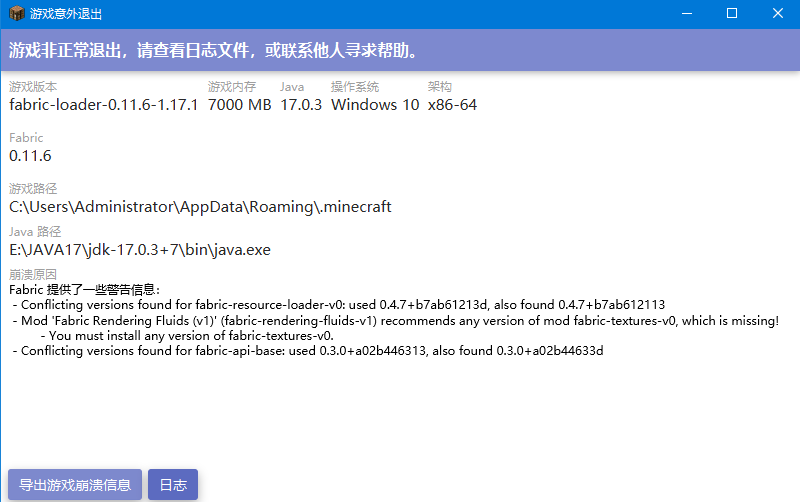 游戏意外退出
游戏非正常退出，请查看日志文件，或联系他人寻求帮助。
游戏版本 游戏内存 Java 操作系统 架构
fabric-loader-0.11.6-1.17.1 7000 MB 17.0.3 Windows 10 x86-64
Fabric
0.11.6
游戏路径
C:\Users\Administrator\AppData\Roaming\.minecraft
Java 路径
E:\JAVA17\jdk-17.0.3+7\bin\java.exe
崩溃原因
Fabric 提供了一些警告信息：
- Conflicting versions found for fabric-resource-loader-v0: used 0.4.7+b7ab61213d, also found 0.4.7+b7ab612113
- Mod 'Fabric Rendering Fluids (v1)' (fabric-rendering-fluids-v1) recommends any version of mod fabric-textures-v0, which is missing!
- You must install any version of fabric-textures-v0.
- Conflicting versions found for fabric-api-base: used 0.3.0+a02b446313, also found 0.3.0+a02b44633d
导出游戏崩溃信息 日志